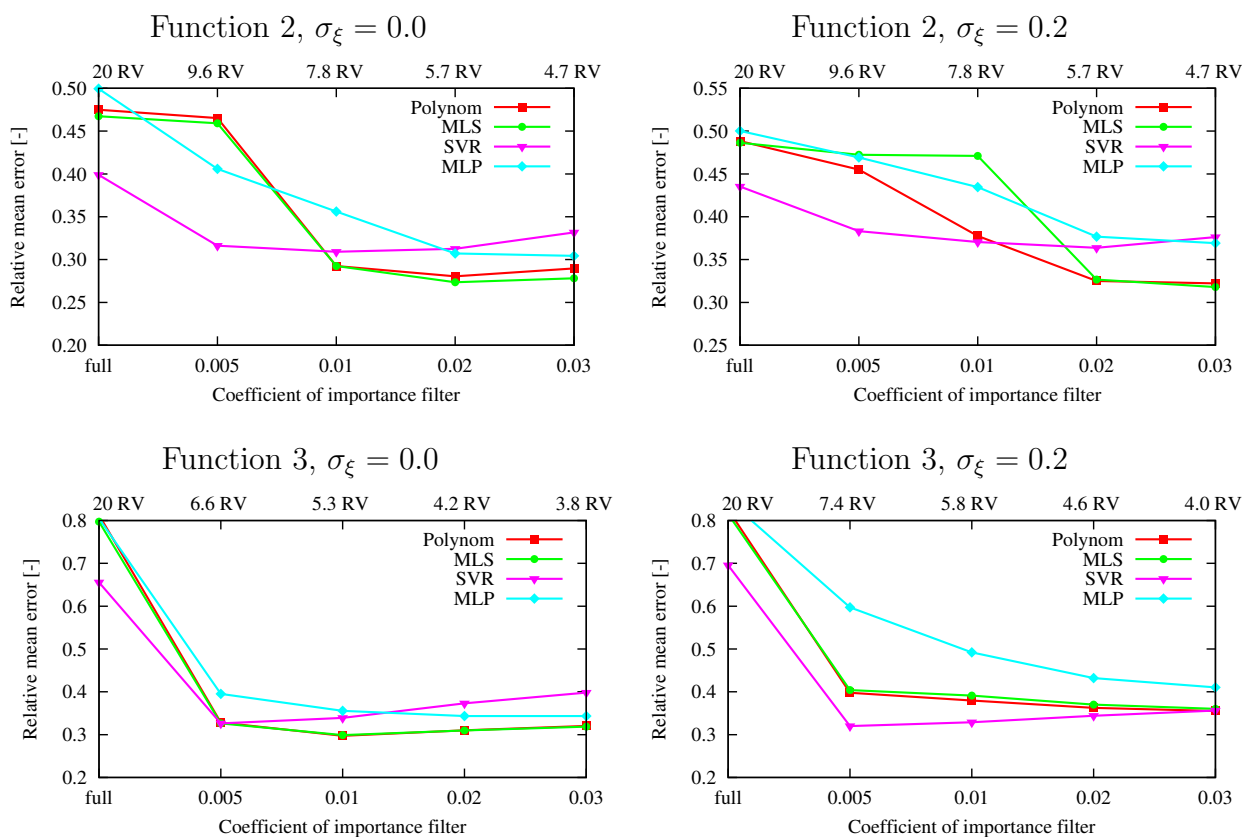 Function 2, σξ = 0.0
20 RV 9.6 RV 7.8 RV 5.7 RV 4.7 RV
0.50
0.45
0.40
0.35
0.30
0.25
0.20
Relative mean error [-]
Polynom
MLS
SVR
MLP
full 0.005 0.01 0.02 0.03
Coefficient of importance filter
Function 2, σξ = 0.2
20 RV 9.6 RV 7.8 RV 5.7 RV 4.7 RV
0.55
0.50
0.45
0.40
0.35
0.30
0.25
Relative mean error [-]
Polynom
MLS
SVR
MLP
full 0.005 0.01 0.02 0.03
Coefficient of importance filter
Function 3, σξ = 0.0
20 RV 6.6 RV 5.3 RV 4.2 RV 3.8 RV
0.8
0.7
0.6
0.5
0.4
0.3
0.2
Relative mean error [-]
Polynom
MLS
SVR
MLP
full 0.005 0.01 0.02 0.03
Coefficient of importance filter
Function 3, σξ = 0.2
20 RV 7.4 RV 5.8 RV 4.6 RV 4.0 RV
0.8
0.7
0.6
0.5
0.4
0.3
0.2
Relative mean error [-]
Polynom
MLS
SVR
MLP
full 0.005 0.01 0.02 0.03
Coefficient of importance filter